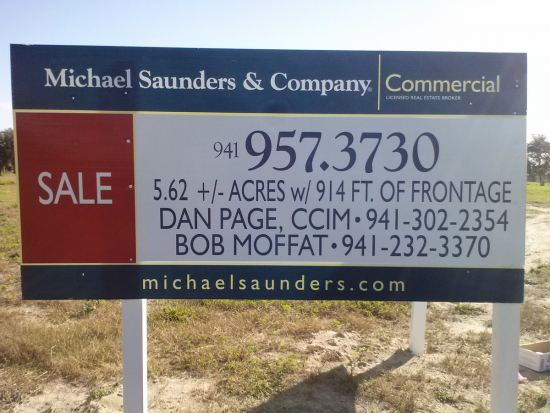 Michael Saunders & Company® Commercial
LICENSED REAL ESTATE BROKER
SALE
941 957.3730
5.62 +/- ACRES w/ 914 FT. OF FRONTAGE
DAN PAGE, CCIM • 941-302-2354
BOB MOFFAT • 941-232-3370
michaelsaunders.com